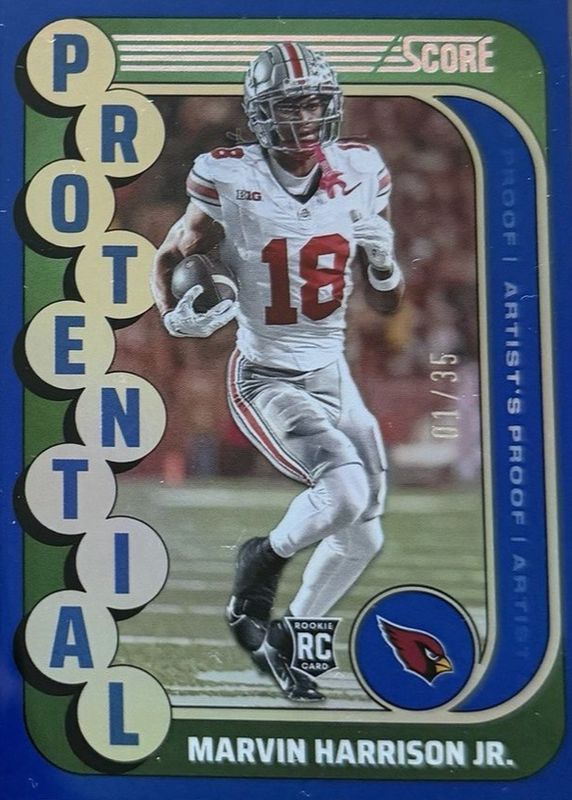 SCORE
PROTENTIAL
B1G
18
18
PROOF | ARTIST'S PROOF | ARTIST
01/35
ROOKIE
RC
CARD
MARVIN HARRISON JR.